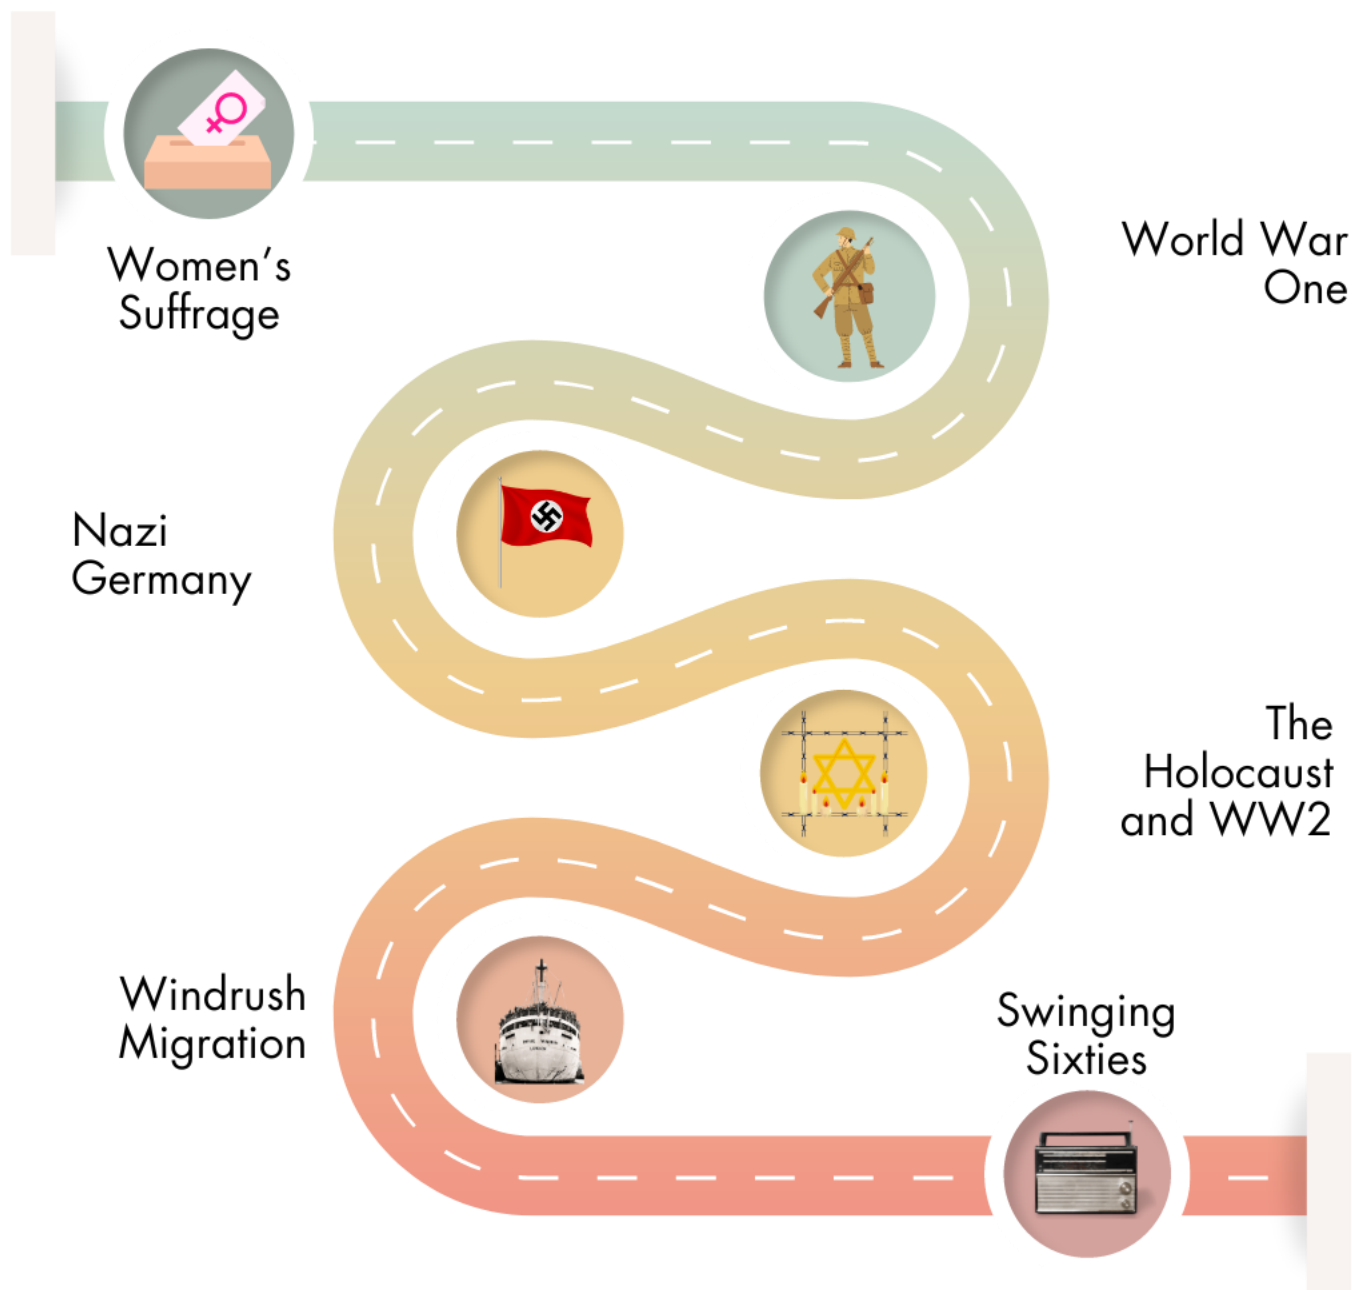 Women's
Suffrage
World War
One
Nazi
Germany
The
Holocaust
and WW2
Windrush
Migration
Swinging
Sixties